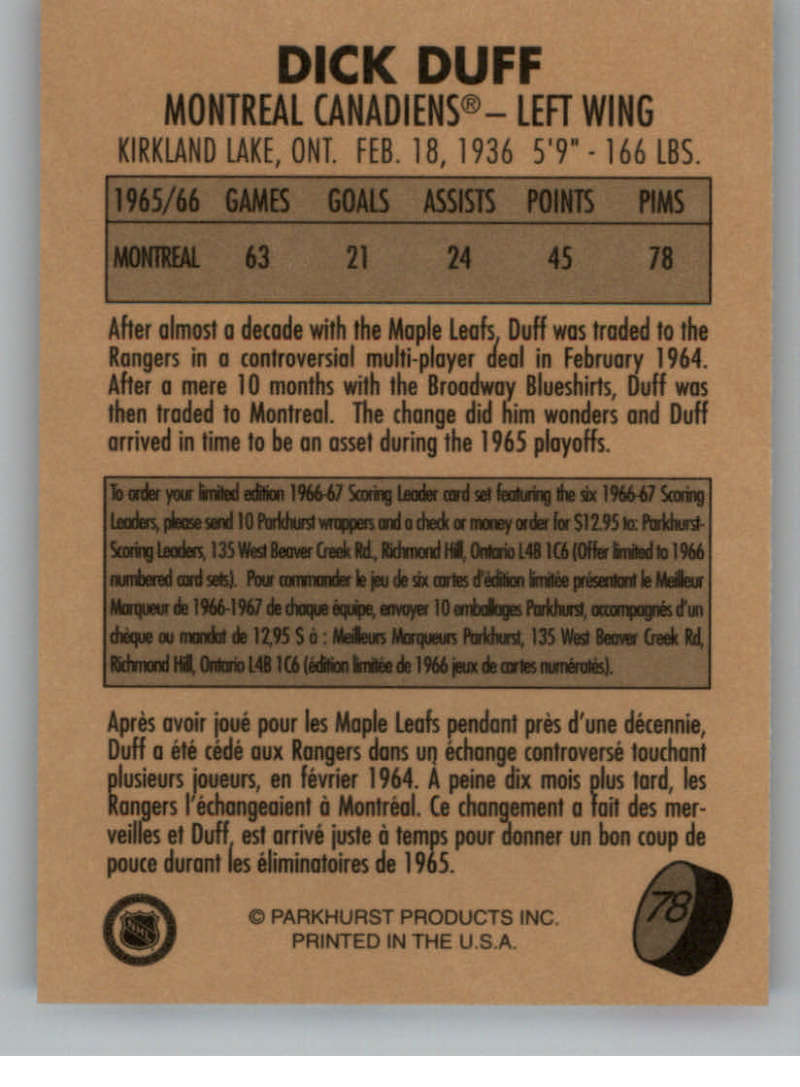 DICK DUFF
MONTREAL CANADIENS® – LEFT WING
KIRKLAND LAKE, ONT. FEB. 18, 1936 5'9" - 166 LBS.
1965/66 GAMES GOALS ASSISTS POINTS PIMS
MONTREAL 63 21 24 45 78
After almost a decade with the Maple Leafs, Duff was traded to the
Rangers in a controversial multi-player deal in February 1964.
After a mere 10 months with the Broadway Blueshirts, Duff was
then traded to Montreal. The change did him wonders and Duff
arrived in time to be an asset during the 1965 playoffs.
To order your limited edition 1966-67 Scoring Leader card set featuring the six 1966-67 Scoring
Leaders, please send 10 Parkhurst wrappers and a check or money order for $12.95 to: Parkhurst-
Scoring Leaders, 135 West Beaver Creek Rd., Richmond Hill, Ontario L4B 1C6 (Offer limited to 1966
numbered card sets). Pour commander le jeu de six cartes d'édition limitée présentant le Meilleur
Marqueur de 1966-1967 de chaque équipe, envoyer 10 emballages Parkhurst, accompagnés d'un
chèque ou mandat de 12,95 $ à : Meilleurs Marqueurs Parkhurst, 135 West Beaver Creek Rd,
Richmond Hill, Ontario L4B 1C6 (édition limitée de 1966 jeux de cartes numérotés).
Après avoir joué pour les Maple Leafs pendant près d'une décennie,
Duff a été cédé aux Rangers dans un échange controversé touchant
plusieurs joueurs, en février 1964. À peine dix mois plus tard, les
Rangers l'échangeaient à Montréal. Ce changement a fait des mer-
veilles et Duff, est arrivé juste à temps pour donner un bon coup de
pouce durant les éliminatoires de 1965.
78
© PARKHURST PRODUCTS INC.
PRINTED IN THE U.S.A.
NHL